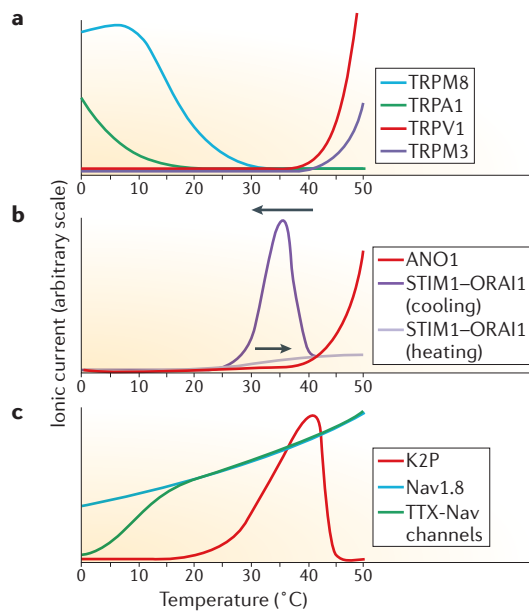 a
TRPM8
TRPA1
TRPV1
TRPM3
0 10 20 30 40 50
b
ANO1
STIM1–ORAI1
(cooling)
STIM1–ORAI1
(heating)
0 10 20 30 40 50
c
K2P
Nav1.8
TTX-Nav
channels
0 10 20 30 40 50
Ionic current (arbitrary scale)
Temperature (°C)